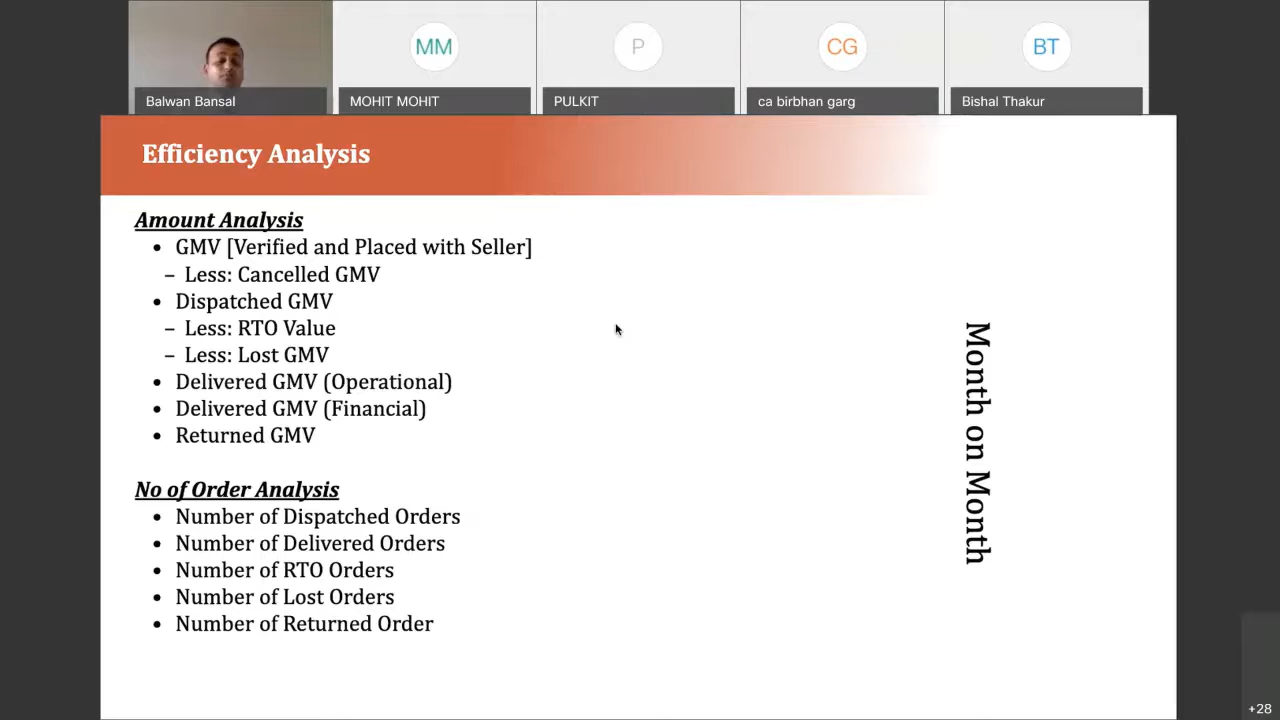 MM
P
CG
BT
Balwan Bansal
MOHIT MOHIT
PULKIT
ca birbhan garg
Bishal Thakur
Efficiency Analysis
Amount Analysis
• GMV [Verified and Placed with Seller]
– Less: Cancelled GMV
• Dispatched GMV
– Less: RTO Value
– Less: Lost GMV
• Delivered GMV (Operational)
• Delivered GMV (Financial)
• Returned GMV
No of Order Analysis
• Number of Dispatched Orders
• Number of Delivered Orders
• Number of RTO Orders
• Number of Lost Orders
• Number of Returned Order
Month on Month
+28